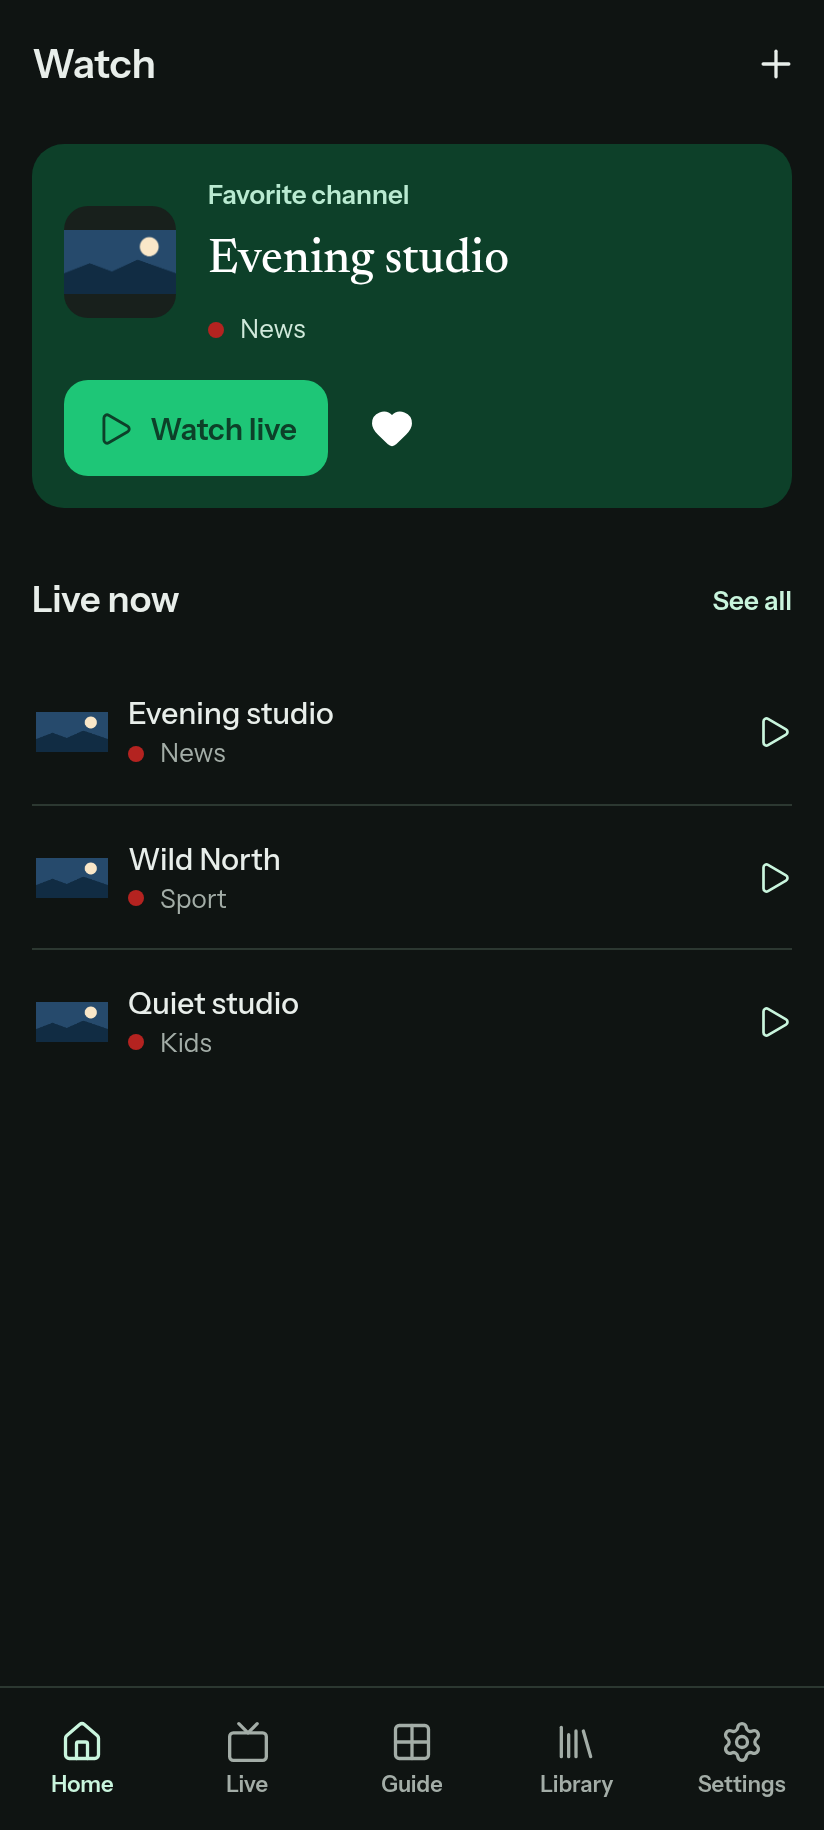 Watch
Favorite channel
Evening studio
News
Watch live
Live now
See all
Evening studio
News
Wild North
Sport
Quiet studio
Kids
Home
Live
Guide
Library
Settings